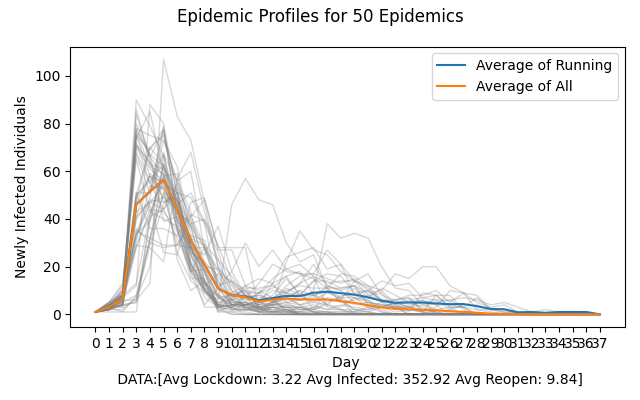 Epidemic Profiles for 50 Epidemics
Average of Running
Average of All
Newly Infected Individuals
100
80
60
40
20
0
0 1 2 3 4 5 6 7 8 9 10 11 12 13 14 15 16 17 18 19 20 21 22 23 24 25 26 27 28 29 30 31 32 33 34 35 36 37
Day
DATA:[Avg Lockdown: 3.22 Avg Infected: 352.92 Avg Reopen: 9.84]